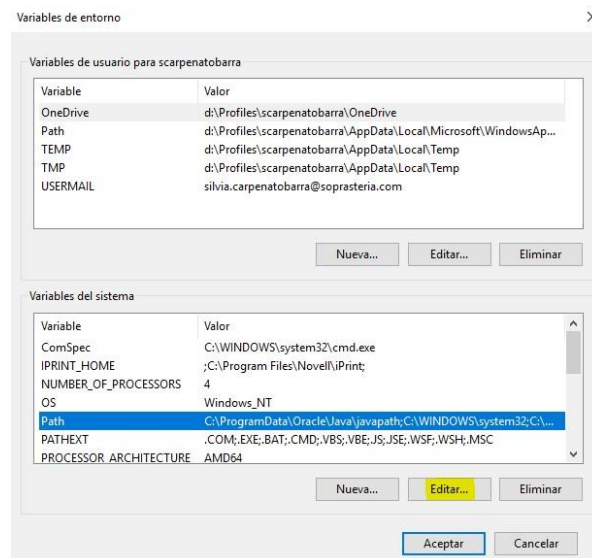 Variables de entorno
Variables de usuario para scarpenatobarra
Variable Valor
OneDrive d:\Profiles\scarpenatobarra\OneDrive
Path d:\Profiles\scarpenatobarra\AppData\Local\Microsoft\WindowsAp...
TEMP d:\Profiles\scarpenatobarra\AppData\Local\Temp
TMP d:\Profiles\scarpenatobarra\AppData\Local\Temp
USERMAIL silvia.carpenatobarra@soprasteria.com
Nueva... Editar... Eliminar
Variables del sistema
Variable Valor
ComSpec C:\WINDOWS\system32\cmd.exe
IPRINT_HOME ;C:\Program Files\Novell\iPrint;
NUMBER_OF_PROCESSORS 4
OS Windows_NT
Path C:\ProgramData\Oracle\Java\javapath;C:\WINDOWS\system32;C:\...
PATHEXT .COM;.EXE;.BAT;.CMD;.VBS;.VBE;.JS;.JSE;.WSF;.WSH;.MSC
PROCESSOR_ARCHITECTURE AMD64
Nueva... Editar... Eliminar
Aceptar Cancelar